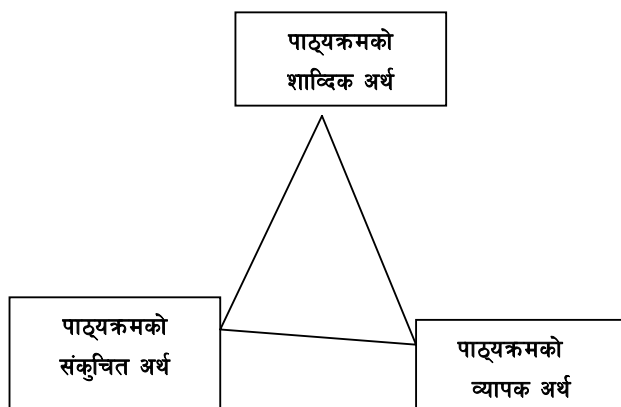 पाठ्यक्रमको
शाव्दिक अर्थ
पाठ्यक्रमको
संकुचित अर्थ
पाठ्यक्रमको
व्यापक अर्थ